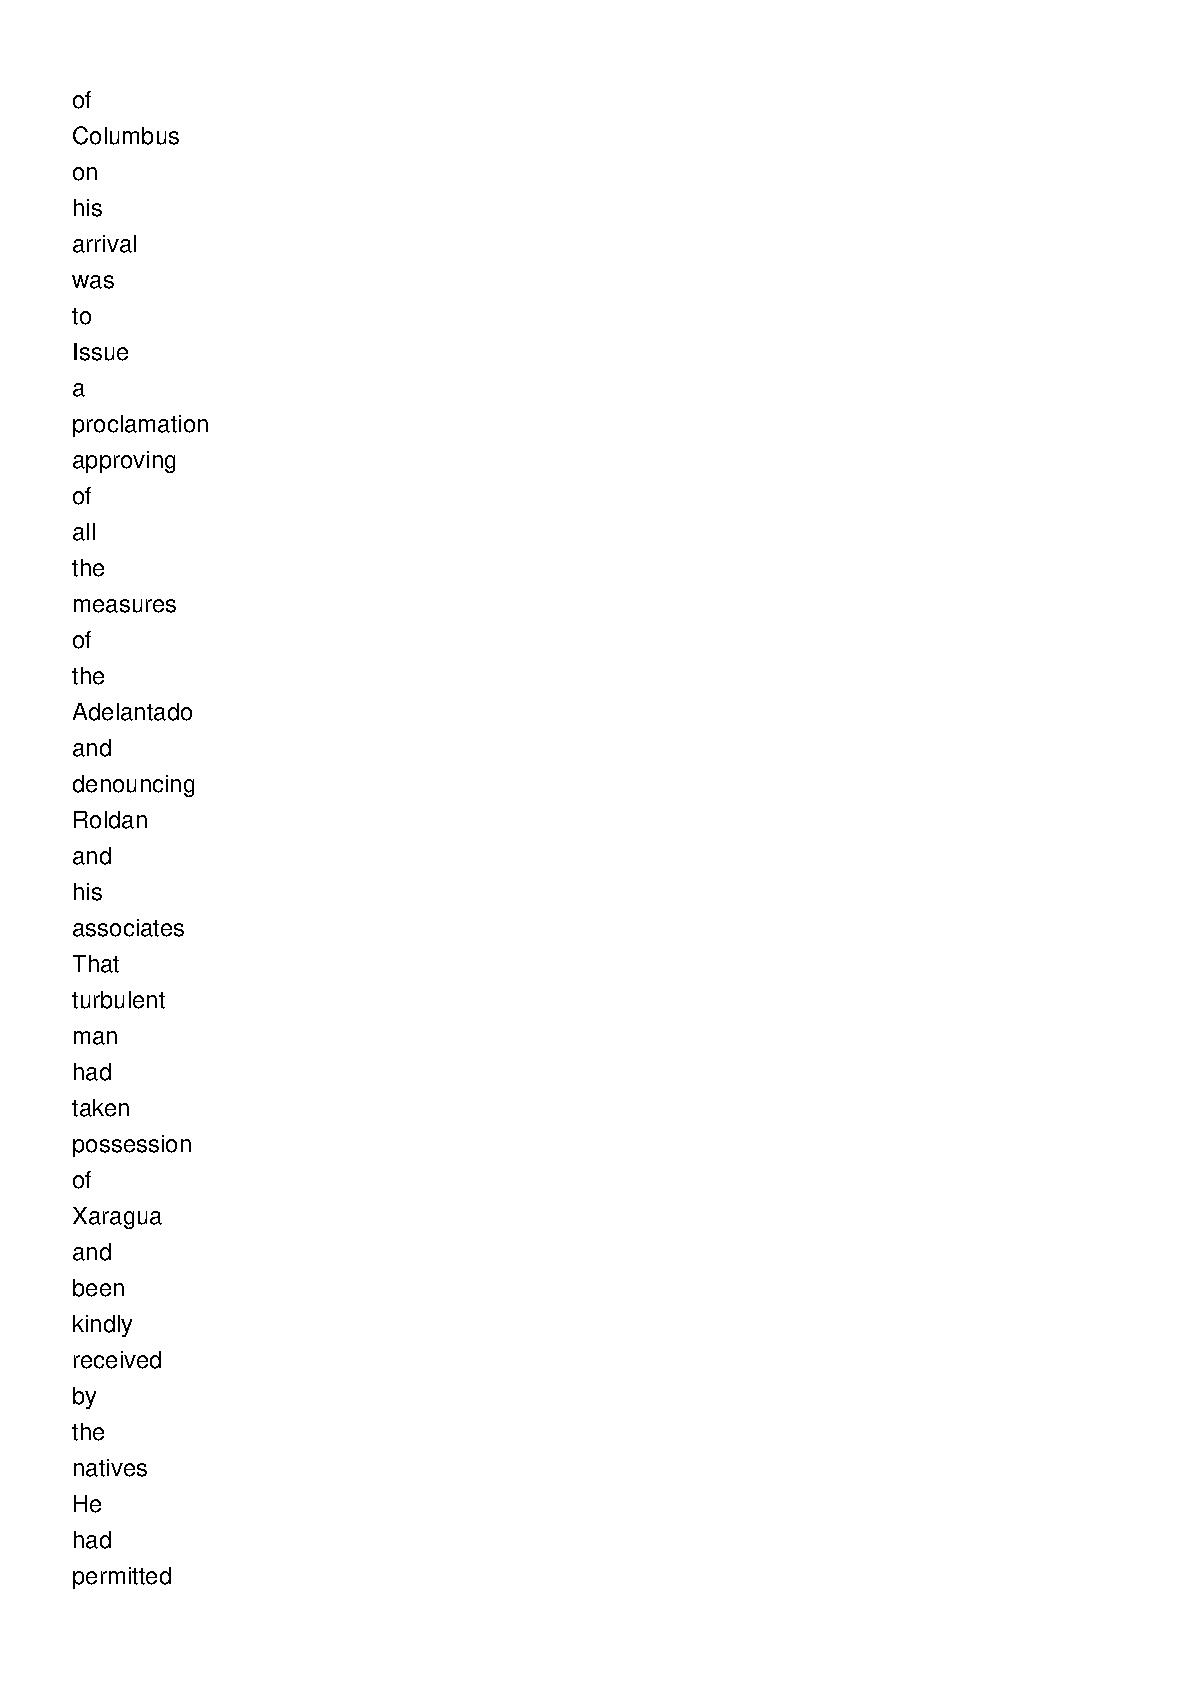 of
Columbus
on
his
arrival
was
to
Issue
a
proclamation
approving
of
all
the
measures
of
the
Adelantado
and
denouncing
Roldan
and
his
associates
That
turbulent
man
had
taken
possession
of
Xaragua
and
been
kindly
received
by
the
natives
He
had
permitted